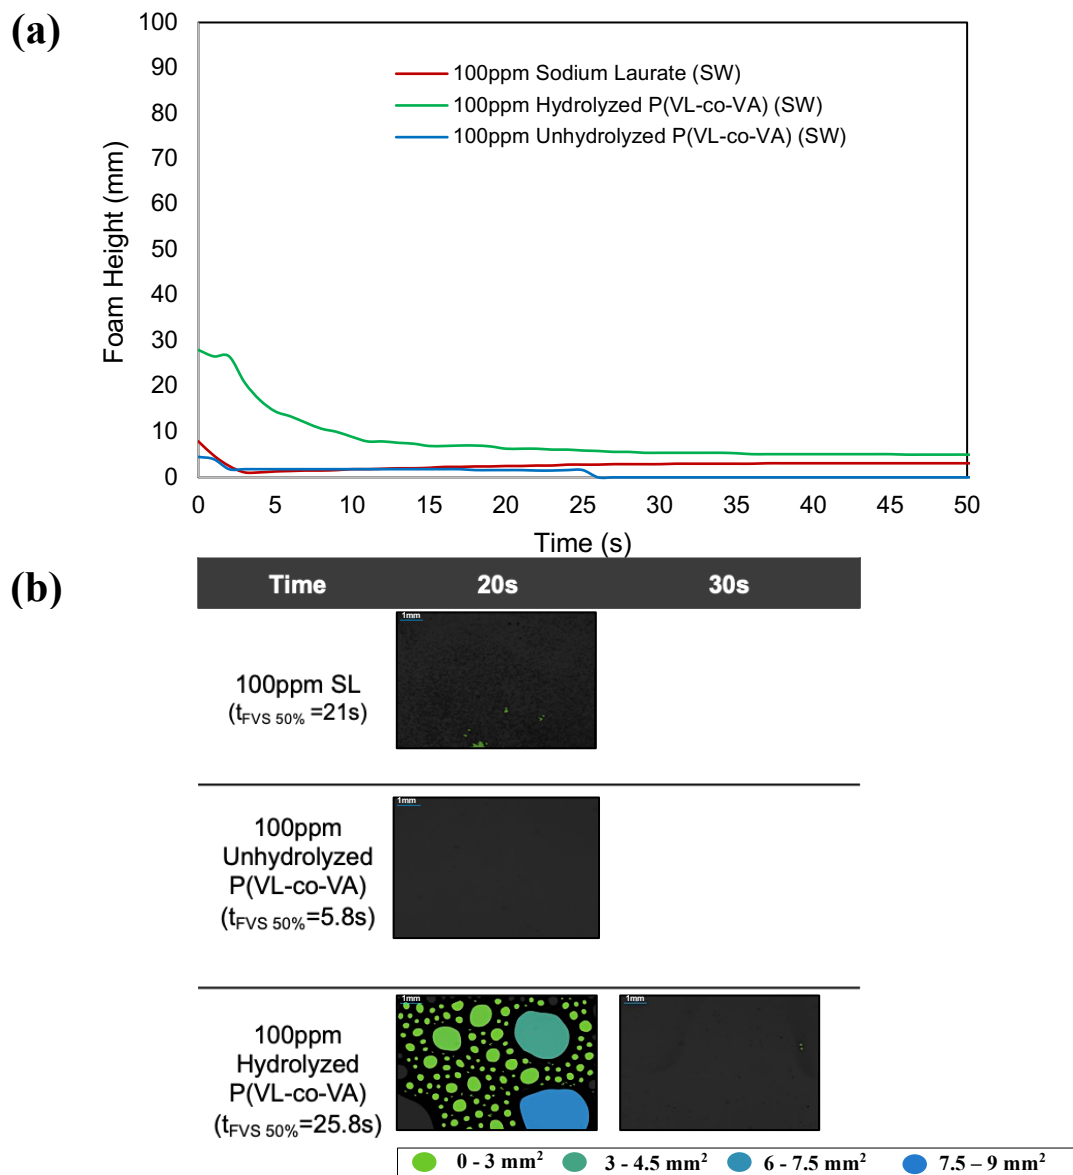 (a)
100
90
80
70
60
50
40
30
20
10
0
Foam Height (mm)
100ppm Sodium Laurate (SW)
100ppm Hydrolyzed P(VL-co-VA) (SW)
100ppm Unhydrolyzed P(VL-co-VA) (SW)
0 5 10 15 20 25 30 35 40 45 50
Time (s)
(b)
Time 20s 30s
1mm
100ppm SL
(tFVS 50% =21s)
1mm
100ppm
Unhydrolyzed
P(VL-co-VA)
(tFVS 50%=5.8s)
1mm 1mm
100ppm
Hydrolyzed
P(VL-co-VA)
(tFVS 50%=25.8s)
0 - 3 mm² 3 - 4.5 mm² 6 - 7.5 mm² 7.5 – 9 mm²